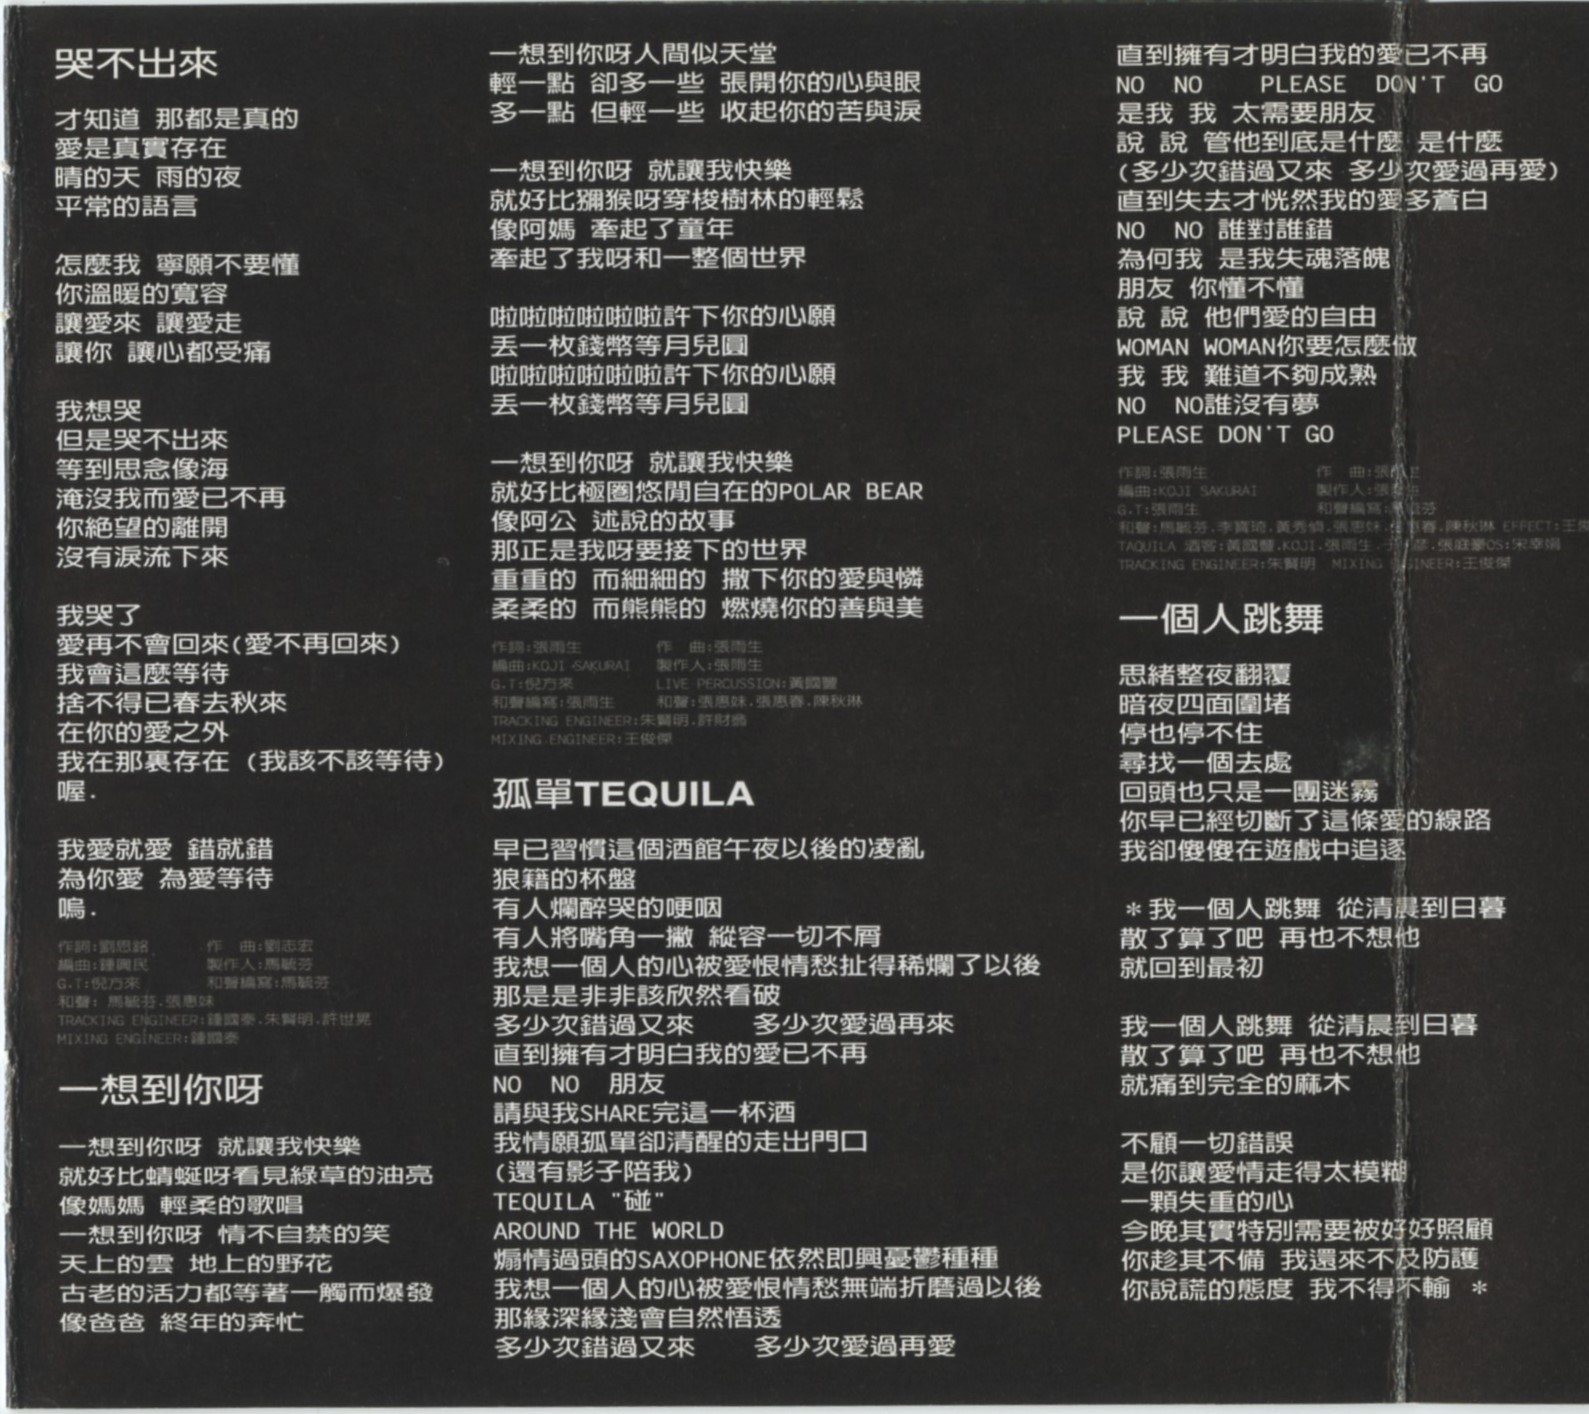 哭不出來
才知道 那都是真的
愛是真實存在
晴的天 雨的夜
平常的語言
怎麼我 寧願不要懂
你溫暖的寬容
讓愛來 讓愛走
讓你 讓心都受痛
我想哭
但是哭不出來
等到思念像海
淹沒我而愛已不再
你絕望的離開
沒有淚流下來
我哭了
愛再不會回來(愛不再回來)
我會這麼等待
捨不得已春去秋來
在你的愛之外
我在那裏存在 (我該不該等待)
喔.
我愛就愛 錯就錯
為你愛 為愛等待
嗚.
作詞:劉思銘 作 曲:劉志宏
編曲:鍾興民 製作人:馬毓芬
G.T:倪方來 和聲編寫:馬毓芬
和聲: 馬毓芬.張惠妹
TRACKING ENGINEER:鍾國泰.朱賢明.許世晃
MIXING ENGINEER:鍾國泰
一想到你呀
一想到你呀 就讓我快樂
就好比蜻蜓呀看見綠草的油亮
像媽媽 輕柔的歌唱
一想到你呀 情不自禁的笑
天上的雲 地上的野花
古老的活力都等著一觸而爆發
像爸爸 終年的奔忙
一想到你呀人間似天堂
輕一點 卻多一些 張開你的心與眼
多一點 但輕一些 收起你的苦與淚
一想到你呀 就讓我快樂
就好比獼猴呀穿梭樹林的輕鬆
像阿媽 牽起了童年
牽起了我呀和一整個世界
啦啦啦啦啦啦許下你的心願
丟一枚錢幣等月兒圓
啦啦啦啦啦啦許下你的心願
丟一枚錢幣等月兒圓
一想到你呀 就讓我快樂
就好比極圈悠閒自在的POLAR BEAR
像阿公 述說的故事
那正是我呀要接下的世界
重重的 而細細的 撒下你的愛與憐
柔柔的 而熊熊的 燃燒你的善與美
作詞:張雨生 作 曲:張雨生
編曲:KOJI SAKURAI 製作人:張雨生
G.T:倪方來 LIVE PERCUSSION:黃國豐
和聲編寫:張雨生 和聲:張惠妹.張惠春.陳秋琳
TRACKING ENGINEER:朱賢明.許財翁
MIXING ENGINEER:王俊傑
孤單TEQUILA
早已習慣這個酒館午夜以後的凌亂
狼籍的杯盤
有人爛醉哭的哽咽
有人將嘴角一撇 縱容一切不屑
我想一個人的心被愛恨情愁扯得稀爛了以後
那是是非非該欣然看破
多少次錯過又來 多少次愛過再來
直到擁有才明白我的愛已不再
NO NO 朋友
請與我SHARE完這一杯酒
我情願孤單卻清醒的走出門口
(還有影子陪我)
TEQUILA "碰"
AROUND THE WORLD
煽情過頭的SAXOPHONE依然即興憂鬱種種
我想一個人的心被愛恨情愁無端折磨過以後
那緣深緣淺會自然悟透
多少次錯過又來 多少次愛過再愛
直到擁有才明白我的愛已不再
NO NO PLEASE DON'T GO
是我 我 太需要朋友
說 說 管他到底是什麼 是什麼
(多少次錯過又來 多少次愛過再愛)
直到失去才恍然我的愛多蒼白
NO NO 誰對誰錯
為何我 是我失魂落魄
朋友 你懂不懂
說 說 他們愛的自由
WOMAN WOMAN你要怎麼做
我 我 難道不夠成熟
NO NO誰沒有夢
PLEASE DON'T GO
作詞:張雨生 作 曲:張雨生
編曲:KOJI SAKURAI 製作人:張雨生
G.T:張雨生 和聲編寫:馬毓芬
和聲:馬毓芬.李寶琦.黃秀偵.張惠妹.張惠春.陳秋琳 EFFECT:王俊
TAQUILA 酒客:黃國豐.KOJI.張雨生.張庭豪OS:宋幸娟
TRACKING ENGINEER:朱賢明 MIXING ENGINEER:王俊傑
一個人跳舞
思緒整夜翻覆
暗夜四面圍堵
停也停不住
尋找一個去處
回頭也只是一團迷霧
你早已經切斷了這條愛的線路
我卻傻傻在遊戲中追逐
*我一個人跳舞 從清晨到日暮
散了算了吧 再也不想他
就回到最初
我一個人跳舞 從清晨到日暮
散了算了吧 再也不想他
就痛到完全的麻木
不顧一切錯誤
是你讓愛情走得太模糊
一顆失重的心
今晚其實特別需要被好好照顧
你趁其不備 我還來不及防護
你說謊的態度 我不得不輸 *